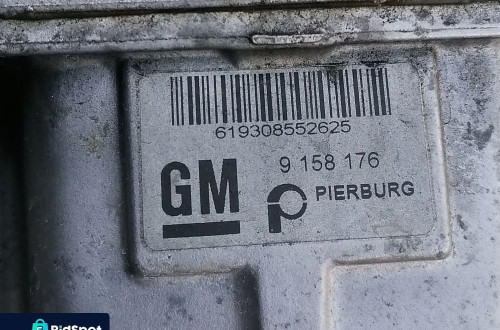 619308552625
GM
9 158 176
PIERBURG
BidSpot